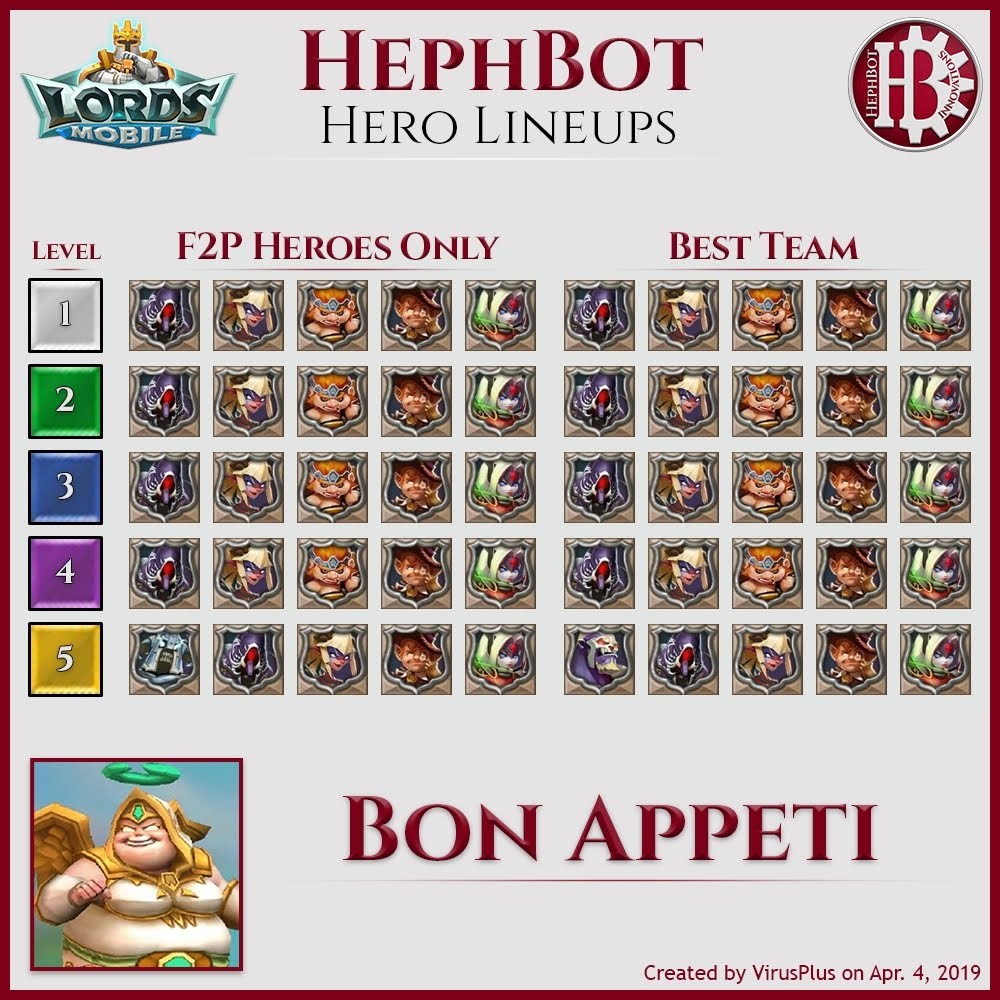 LORDS
MOBILE
HEPHBOT
HERO LINEUPS
HEPHBOT
HB
INNOVATIONS
LEVEL
F2P HEROES ONLY
BEST TEAM
1
2
3
4
5
BON APPETI
Created by VirusPlus on Apr. 4, 2019